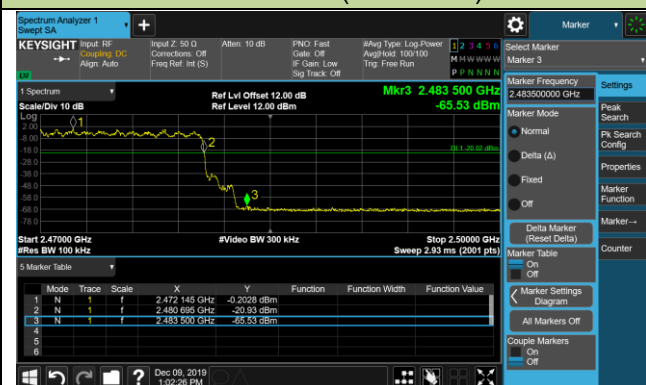 Spectrum Analyzer 1
Swept SA
Marker
KEYSIGHT Input: RF
Coupling: DC
Align: Auto
Input Z: 50 Ω
Corrections: Off
Freq Ref: Int (S)
Atten: 10 dB
PNO: Fast
Gate: Off
IF Gain: Low
Sig Track: Off
#Avg Type: Log-Power
Avg|Hold: 100/100
Trig: Free Run
1 2 3 4 5 6
M M W W W W
P P N N N N
LXI
Select Marker
Marker 3
Marker Frequency
2.483500000 GHz
Settings
Marker Mode
Normal
Delta (Δ)
Fixed
Off
Delta Marker
(Reset Delta)
Marker Table
On
Off
Marker Settings
Diagram
All Markers Off
Couple Markers
On
Off
Peak
Search
Pk Search
Config
Properties
Marker
Function
Marker→
Counter
1 Spectrum
Scale/Div 10 dB
Ref Lvl Offset 12.00 dB
Ref Level 12.00 dBm
Mkr3 2.483 500 GHz
-65.53 dBm
Log
2.00
-8.00
-18.0
-28.0
-38.0
-48.0
-58.0
-68.0
-78.0
1
2
3
DL1 -20.02 dBm
Start 2.47000 GHz
#Res BW 100 kHz
#Video BW 300 kHz
Stop 2.50000 GHz
Sweep 2.93 ms (2001 pts)
5 Marker Table
Mode Trace Scale X Y Function Function Width Function Value
1 N 1 f 2.472 145 GHz -0.2028 dBm
2 N 1 f 2.480 695 GHz -20.93 dBm
3 N 1 f 2.483 500 GHz -65.53 dBm
4
5
6
Dec 09, 2019
1:02:26 PM